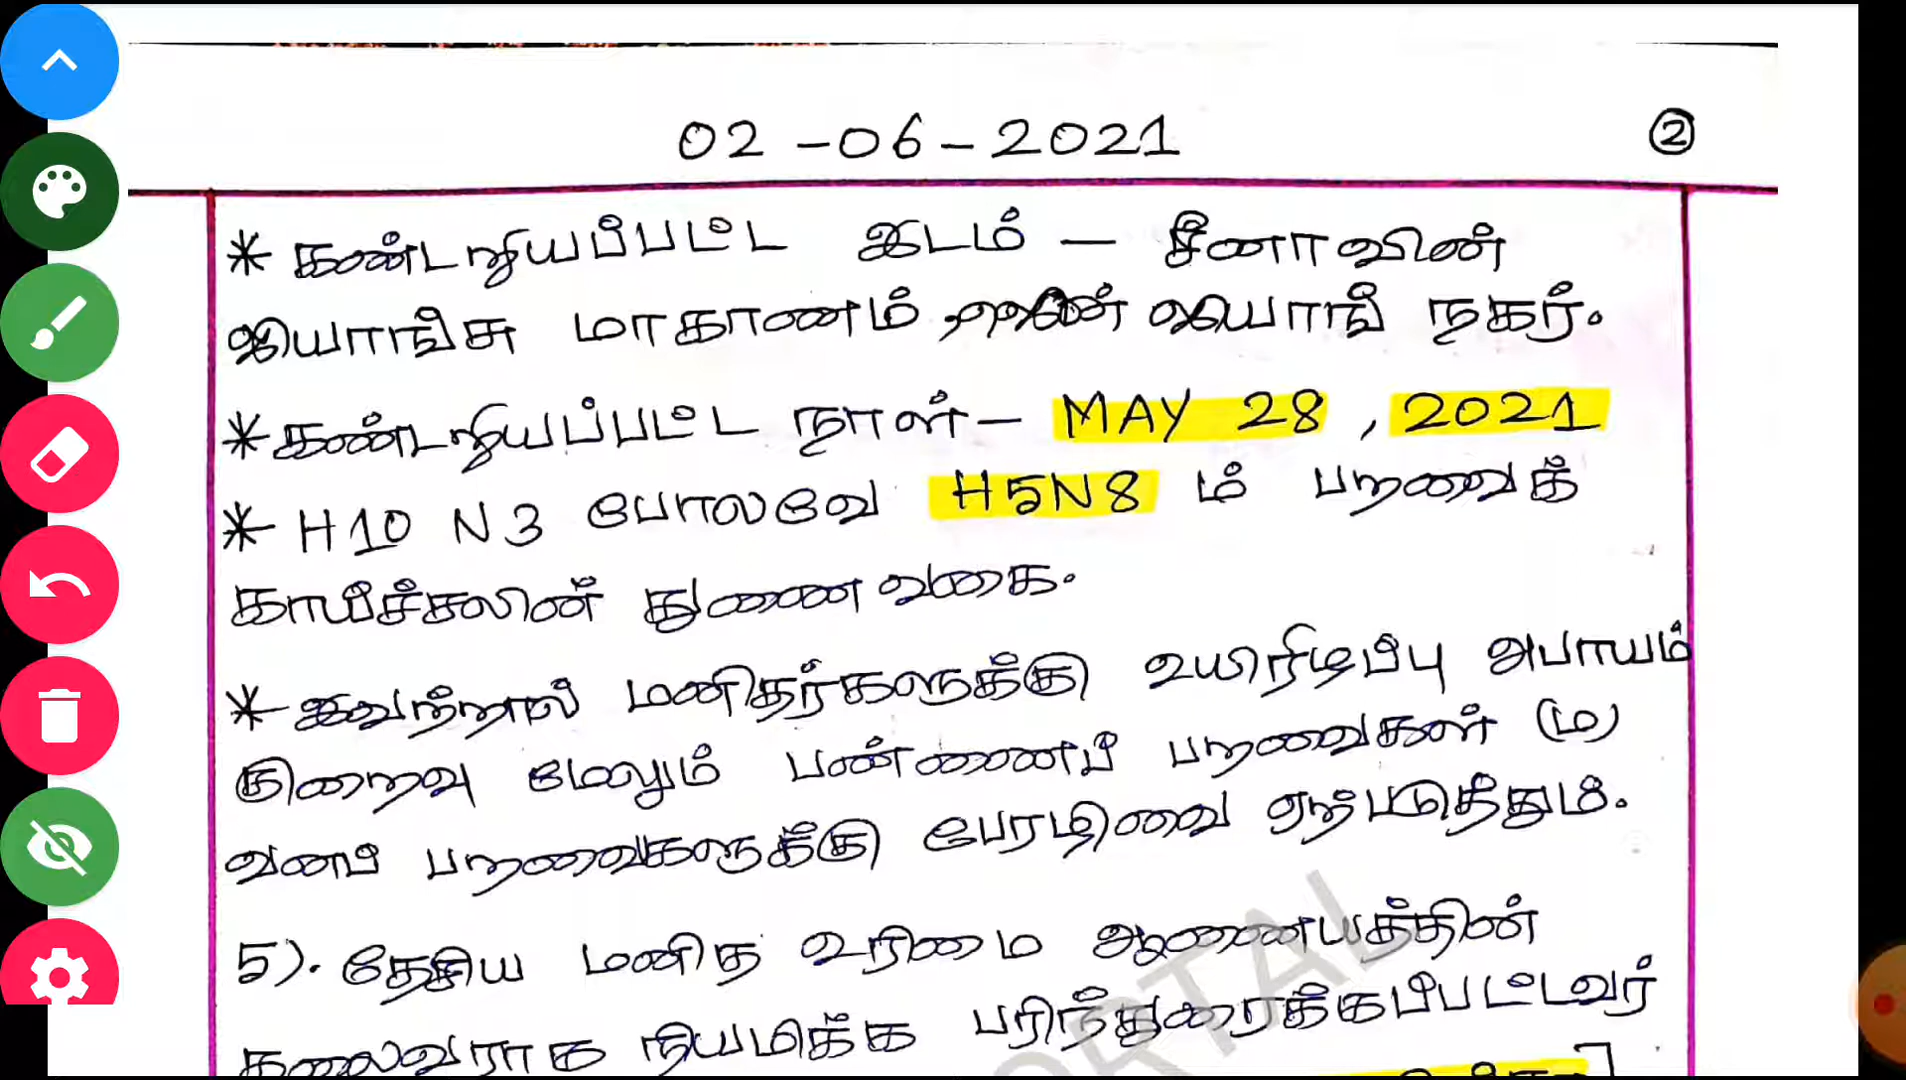 02-06-2021 ②
* கண்டறியப்பட்ட இடம் – சீனாவின்
ஜியாங்சு மாகாணம் ஜியாங் நகர்.
* கண்டறியப்பட்ட நாள் – MAY 28, 2021
* H10 N3 போலவே H5N8 ம் பறவைக்
காய்ச்சலின் துணை வகை.
* இவற்றால் மனிதர்களுக்கு உயிரிழப்பு அபாயம்
குறைவு மேலும் பண்ணைப் பறவைகள் (ம)
வனப் பறவைகளுக்கு பேரழிவை ஏற்படுத்தும்.
5). தேசிய மனித உரிமை ஆணையத்தின்
தலைவராக நியமிக்க பரிந்துரைக்கப்பட்டவர்